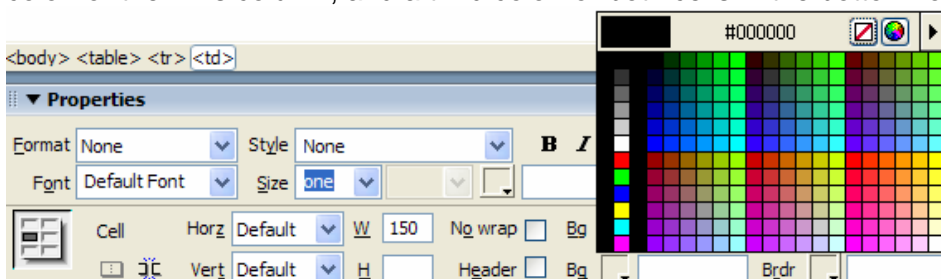 #000000
<body> <table> <tr> <td>
Properties
Format None Style None B I
Font Default Font Size one
Cell Horz Default W 150 No wrap Bg
Vert Default H Header Bg Brdr